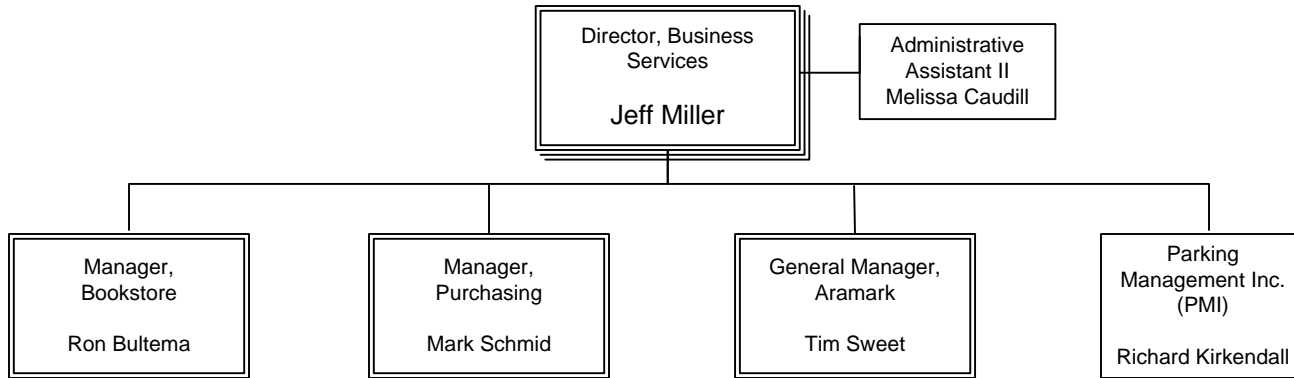 Director, Business
Services
Jeff Miller
Administrative
Assistant II
Melissa Caudill
Manager,
Bookstore
Ron Bultema
Manager,
Purchasing
Mark Schmid
General Manager,
Aramark
Tim Sweet
Parking
Management Inc.
(PMI)
Richard Kirkendall